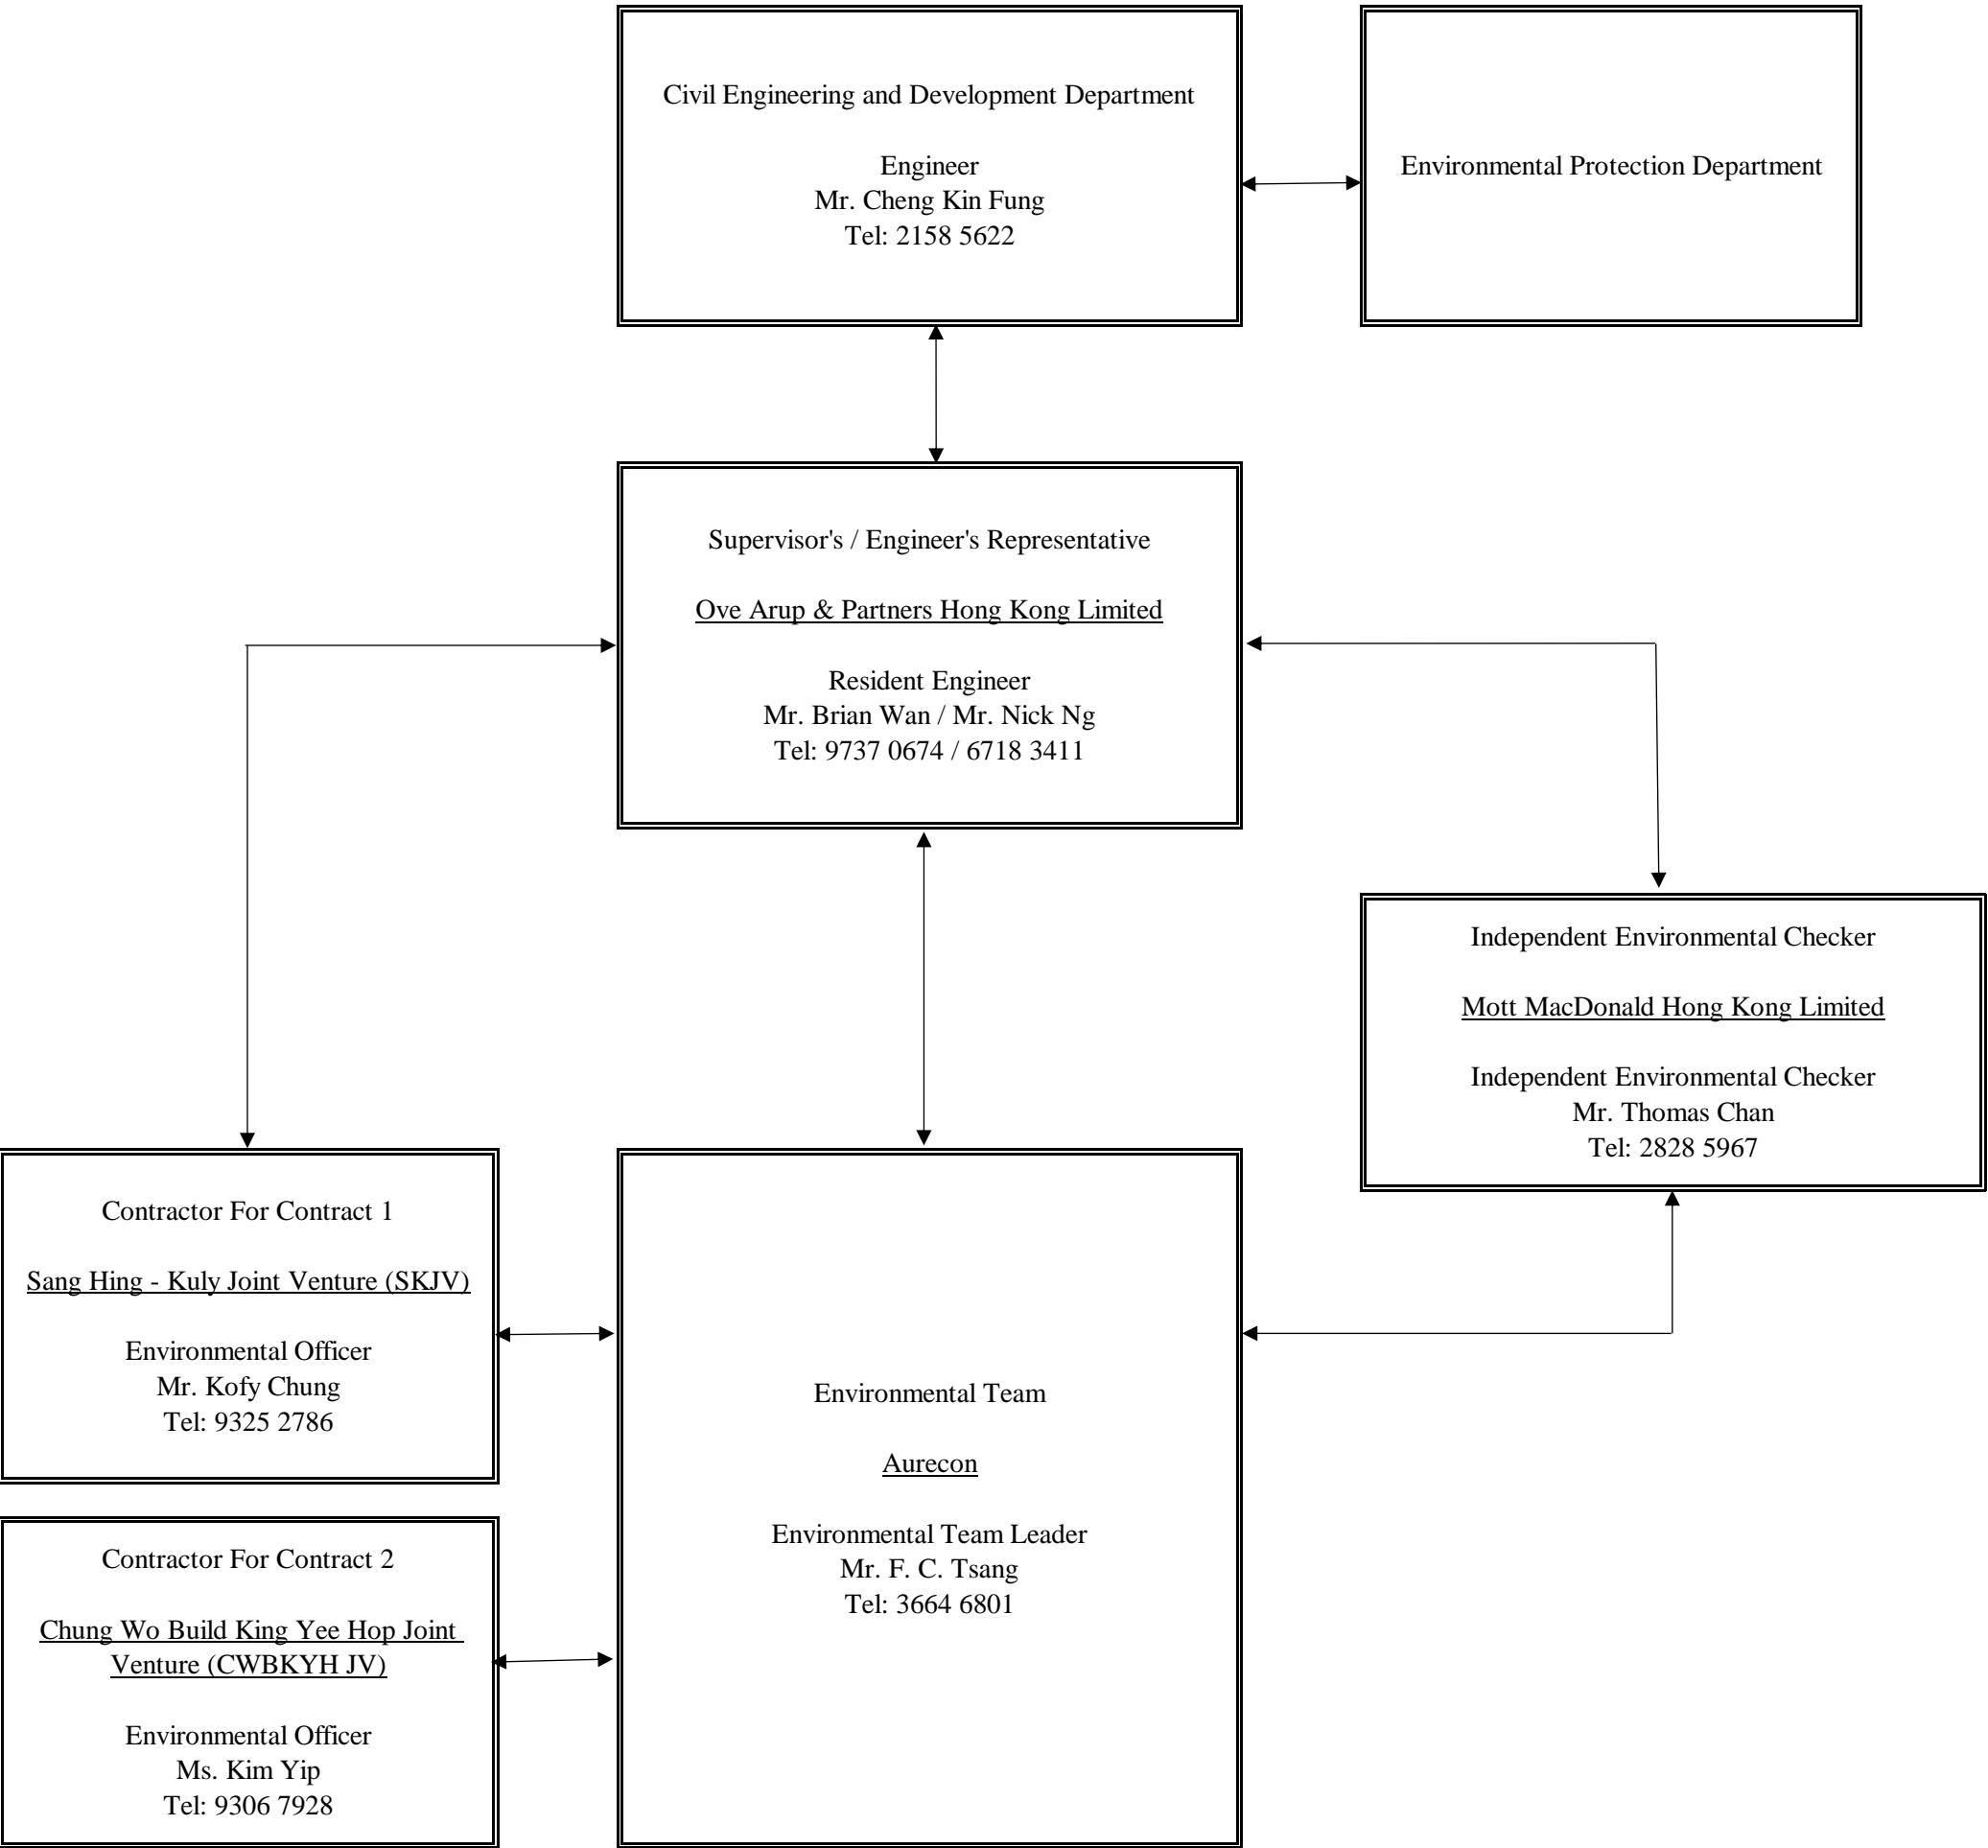 Civil Engineering and Development Department
Engineer
Mr. Cheng Kin Fung
Tel: 2158 5622
Environmental Protection Department
Supervisor's / Engineer's Representative
Ove Arup & Partners Hong Kong Limited
Resident Engineer
Mr. Brian Wan / Mr. Nick Ng
Tel: 9737 0674 / 6718 3411
Independent Environmental Checker
Mott MacDonald Hong Kong Limited
Independent Environmental Checker
Mr. Thomas Chan
Tel: 2828 5967
Contractor For Contract 1
Sang Hing - Kuly Joint Venture (SKJV)
Environmental Officer
Mr. Kofy Chung
Tel: 9325 2786
Environmental Team
Aurecon
Environmental Team Leader
Mr. F. C. Tsang
Tel: 3664 6801
Contractor For Contract 2
Chung Wo Build King Yee Hop Joint
Venture (CWBKYH JV)
Environmental Officer
Ms. Kim Yip
Tel: 9306 7928